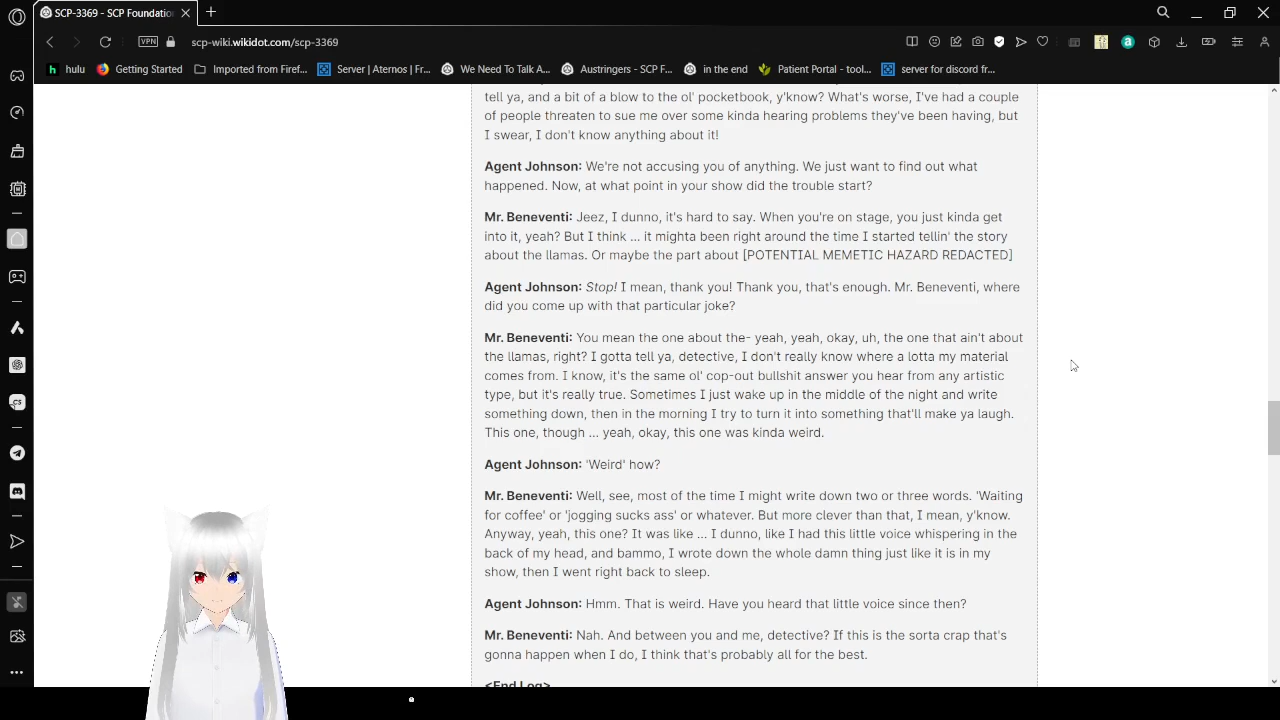 SCP-3369 - SCP Foundatio
scp-wiki.wikidot.com/scp-3369
VPN
hulu
Getting Started
Imported from Firef...
Server | Aternos | Fr...
We Need To Talk A...
Austringers - SCP F...
in the end
Patient Portal - tool...
server for discord fr...
tell ya, and a bit of a blow to the ol' pocketbook, y'know? What's worse, I've had a couple
of people threaten to sue me over some kinda hearing problems they've been having, but
I swear, I don't know anything about it!
Agent Johnson: We're not accusing you of anything. We just want to find out what
happened. Now, at what point in your show did the trouble start?
Mr. Beneventi: Jeez, I dunno, it's hard to say. When you're on stage, you just kinda get
into it, yeah? But I think ... it mighta been right around the time I started tellin' the story
about the llamas. Or maybe the part about [POTENTIAL MEMETIC HAZARD REDACTED]
Agent Johnson: Stop! I mean, thank you! Thank you, that's enough. Mr. Beneventi, where
did you come up with that particular joke?
Mr. Beneventi: You mean the one about the- yeah, yeah, okay, uh, the one that ain't about
the llamas, right? I gotta tell ya, detective, I don't really know where a lotta my material
comes from. I know, it's the same ol' cop-out bullshit answer you hear from any artistic
type, but it's really true. Sometimes I just wake up in the middle of the night and write
something down, then in the morning I try to turn it into something that'll make ya laugh.
This one, though ... yeah, okay, this one was kinda weird.
Agent Johnson: 'Weird' how?
Mr. Beneventi: Well, see, most of the time I might write down two or three words. 'Waiting
for coffee' or 'jogging sucks ass' or whatever. But more clever than that, I mean, y'know.
Anyway, yeah, this one? It was like ... I dunno, like I had this little voice whispering in the
back of my head, and bammo, I wrote down the whole damn thing just like it is in my
show, then I went right back to sleep.
Agent Johnson: Hmm. That is weird. Have you heard that little voice since then?
Mr. Beneventi: Nah. And between you and me, detective? If this is the sorta crap that's
gonna happen when I do, I think that's probably all for the best.
<End Log>